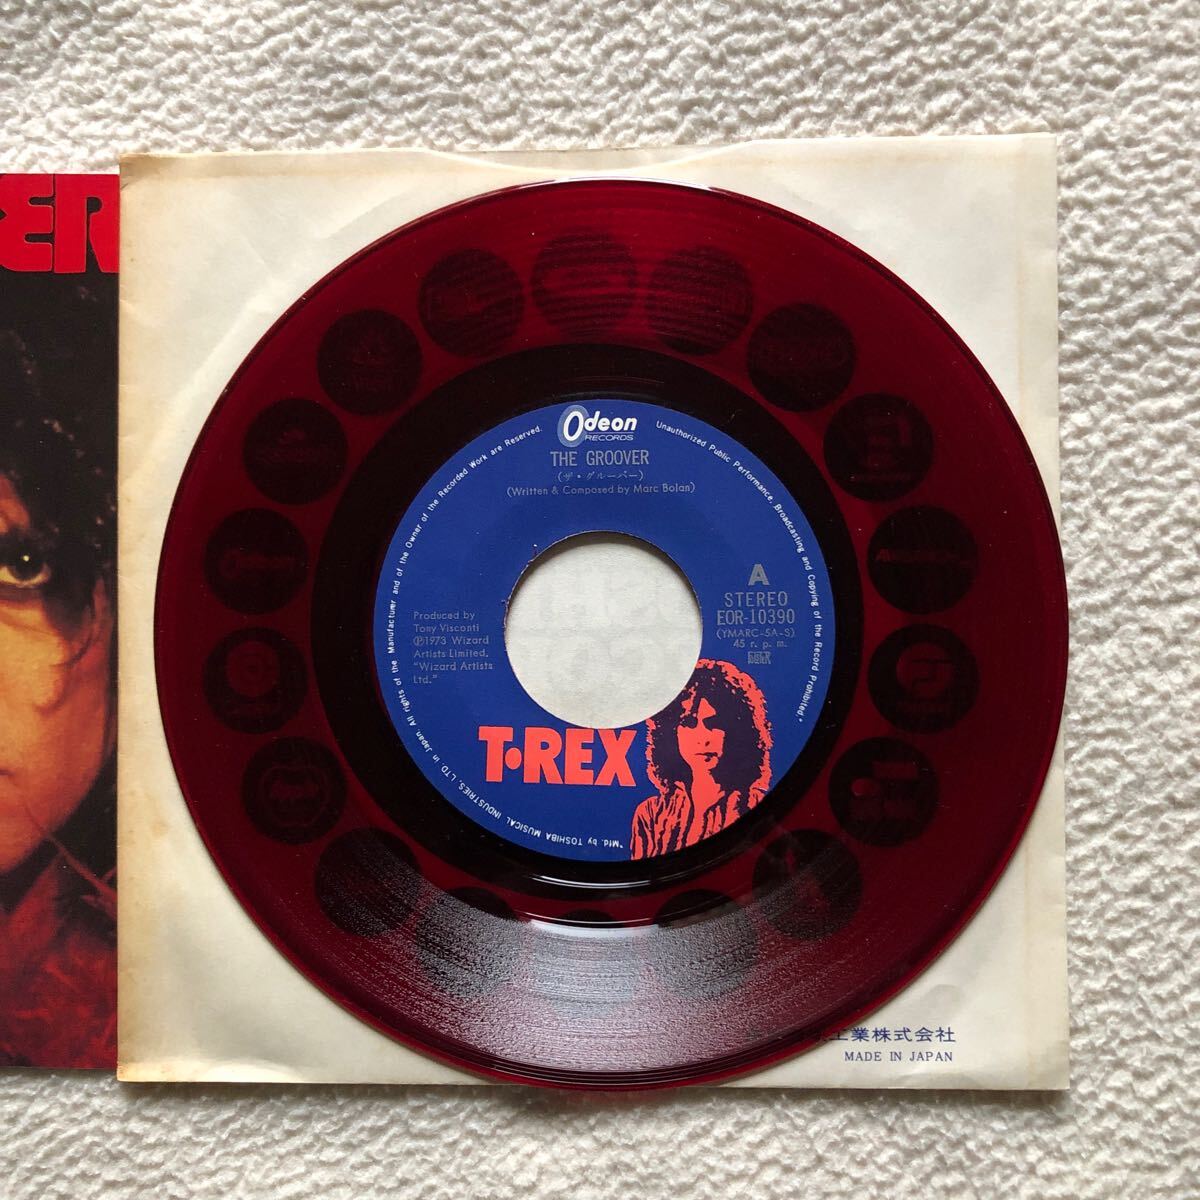 ER
Odeon
RECORDS
THE GROOVER
(ザ・グルーバー)
(Written & Composed by Marc Bolan)
A
STEREO
EOR-10390
(YMARC-5A-S)
45 r. p. m.
Produced by
Tony Visconti
Ⓟ1973 Wizard
Artists Limited.
"Wizard Artists
Ltd."
T·REX
"Mfd. by TOSHIBA MUSICAL INDUSTRIES, LTD. in Japan. All rights of the Manufacturer and of the Owner of the Recorded Work are Reserved. Unauthorized Public Performance, Broadcasting and Copying of the Record Prohibited."
工業株式会社
MADE IN JAPAN